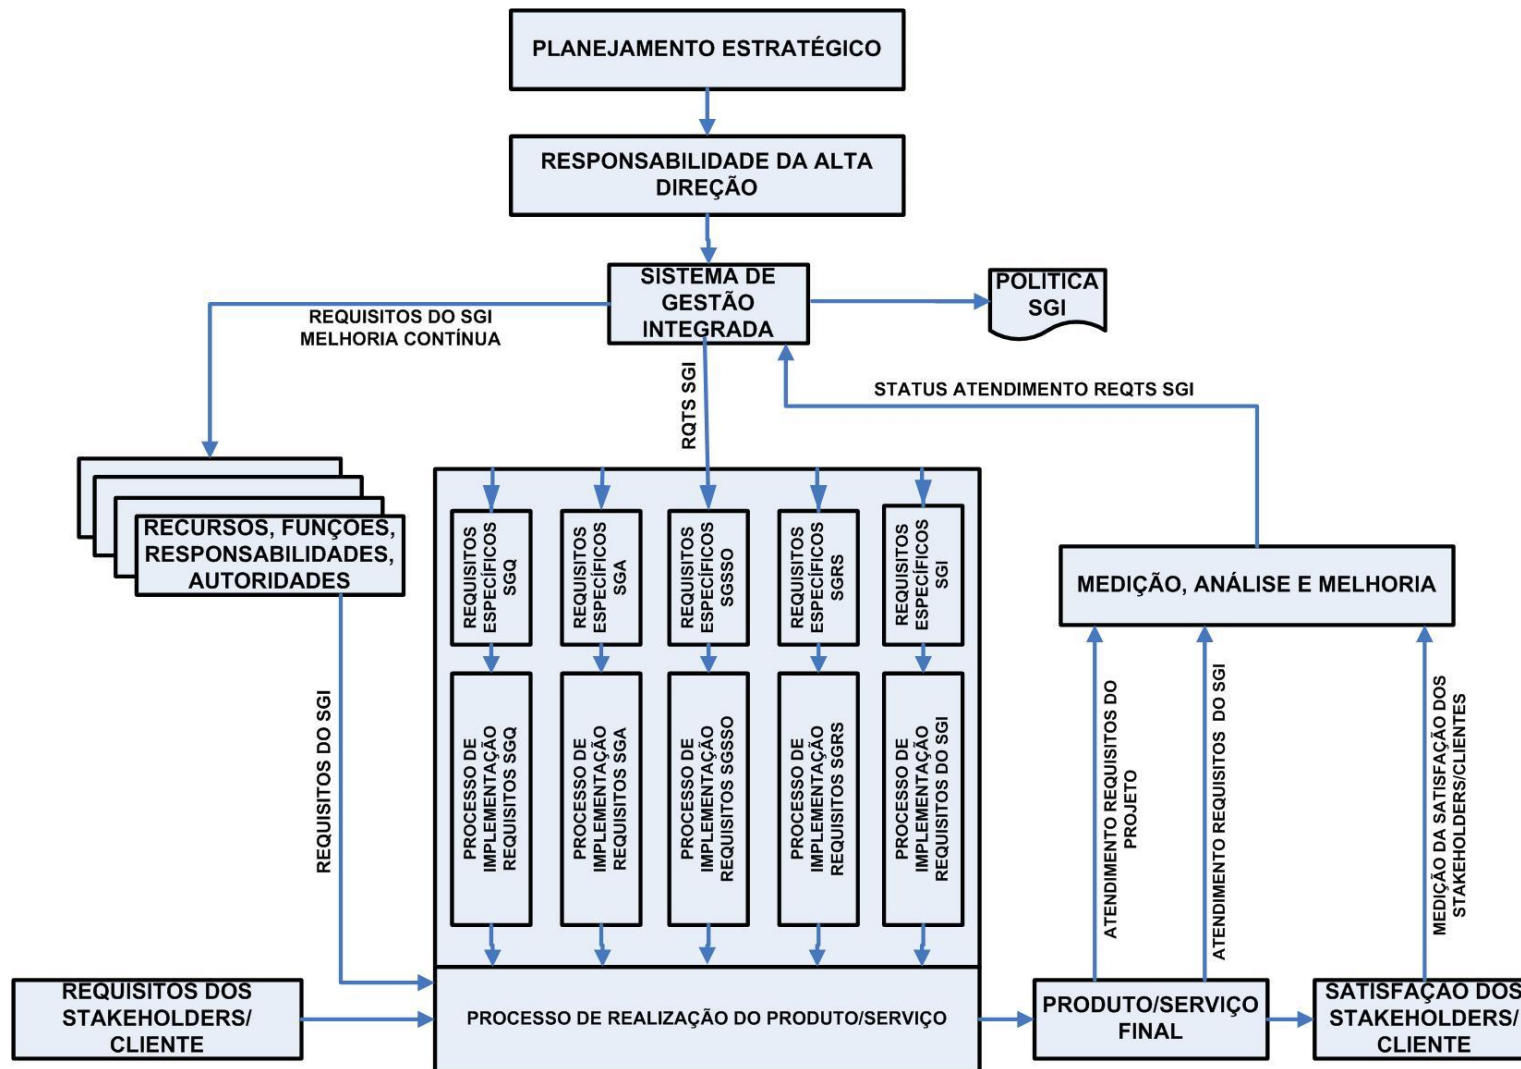 PLANEJAMENTO ESTRATÉGICO
RESPONSABILIDADE DA ALTA
DIREÇÃO
SISTEMA DE
GESTÃO
INTEGRADA
POLITICA
SGI
REQUISITOS DO SGI
MELHORIA CONTÍNUA
RQTS SGI
STATUS ATENDIMENTO REQTS SGI
RECURSOS, FUNÇOES,
RESPONSABILIDADES,
AUTORIDADES
REQUISITOS
ESPECÍFICOS
SGQ
REQUISITOS
ESPECÍFICOS
SGA
REQUISITOS
ESPECÍFICOS
SGSSO
REQUISITOS
ESPECÍFICOS
SGRS
REQUISITOS
ESPECÍFICOS
SGI
MEDIÇÃO, ANÁLISE E MELHORIA
REQUISITOS DO SGI
PROCESSO DE
IMPLEMENTAÇÃO
REQUISITOS SGQ
PROCESSO DE
IMPLEMENTAÇÃO
REQUISITOS SGA
PROCESSO DE
IMPLEMENTAÇÃO
REQUISITOS SGSSO
PROCESSO DE
IMPLEMENTAÇÃO
REQUISITOS SGRS
PROCESSO DE
IMPLEMENTAÇÃO
REQUISITOS DO SGI
ATENDIMENTO REQUISITOS DO
PROJETO
ATENDIMENTO REQUISITOS DO SGI
MEDIÇÃO DA SATISFAÇÃO DOS
STAKEHOLDERS/CLIENTES
REQUISITOS DOS
STAKEHOLDERS/
CLIENTE
PROCESSO DE REALIZAÇÃO DO PRODUTO/SERVIÇO
PRODUTO/SERVIÇO
FINAL
SATISFAÇAO DOS
STAKEHOLDERS/
CLIENTE